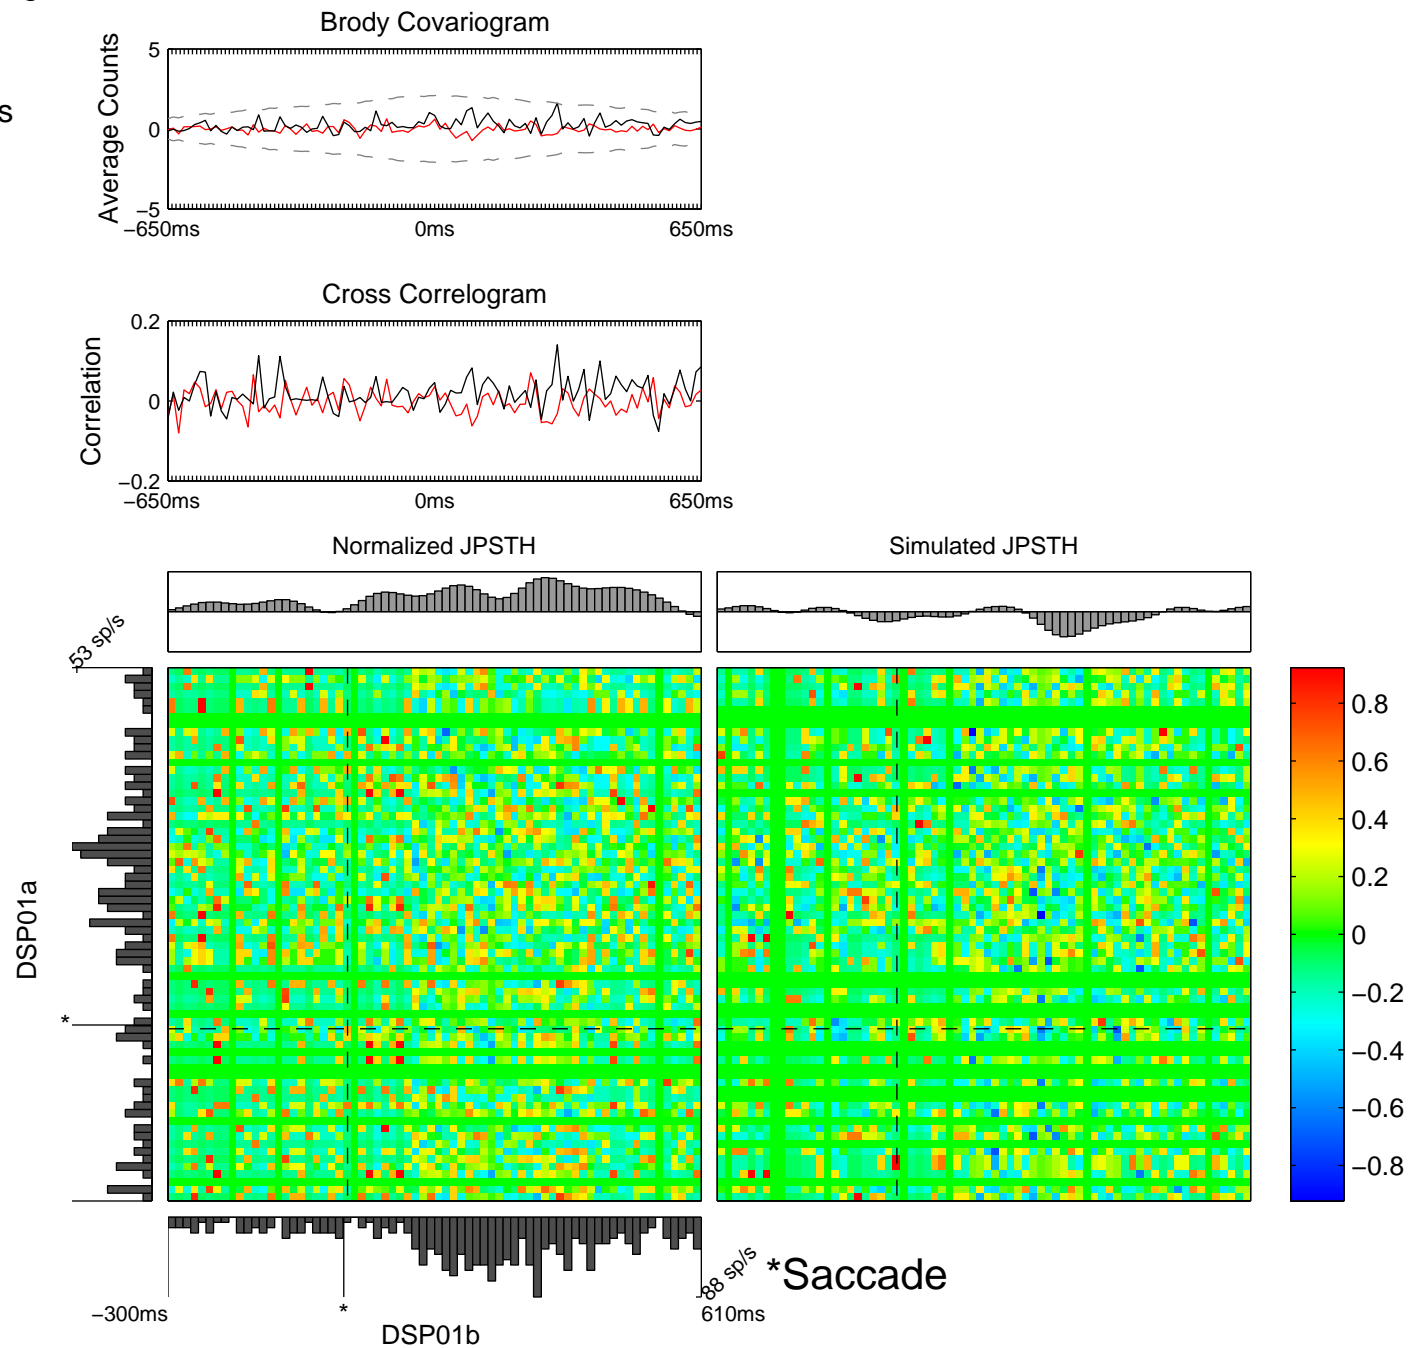 Brody Covariogram
s
Average Counts
5
0
−5
−650ms
0ms
650ms
Cross Correlogram
Correlation
0.2
0
−0.2
−650ms
0ms
650ms
Normalized JPSTH
Simulated JPSTH
53 sp/s
DSP01a
*
0.8
0.6
0.4
0.2
0
−0.2
−0.4
−0.6
−0.8
88 sp/s
*Saccade
−300ms
*
610ms
DSP01b